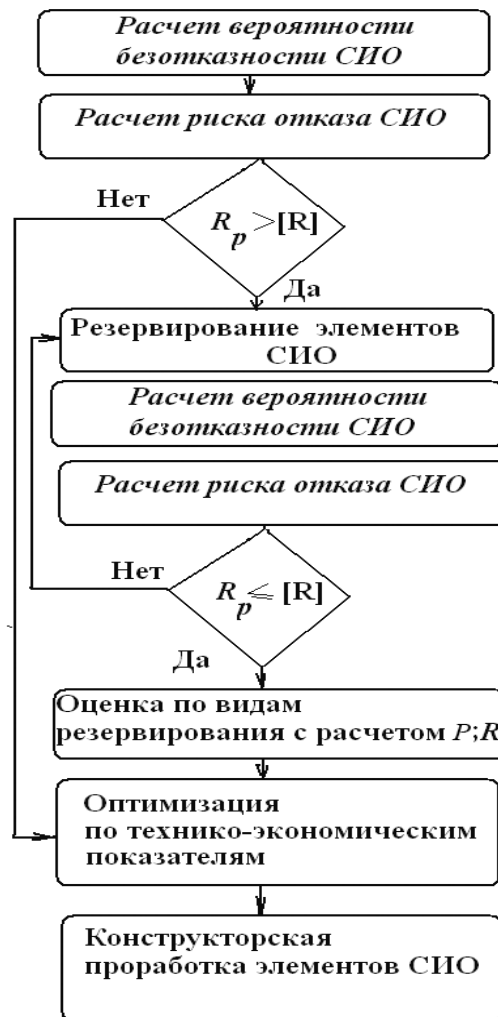 Расчет вероятности
безотказности СИО
Расчет риска отказа СИО
Нет
R p > [R]
Да
Резервирование элементов
СИО
Расчет вероятности
безотказности СИО
Расчет риска отказа СИО
Нет
R p ⩽ [R]
Да
Оценка по видам
резервирования с расчетом P;R
Оптимизация
по технико-экономическим
показателям
Конструкторская
проработка элементов СИО